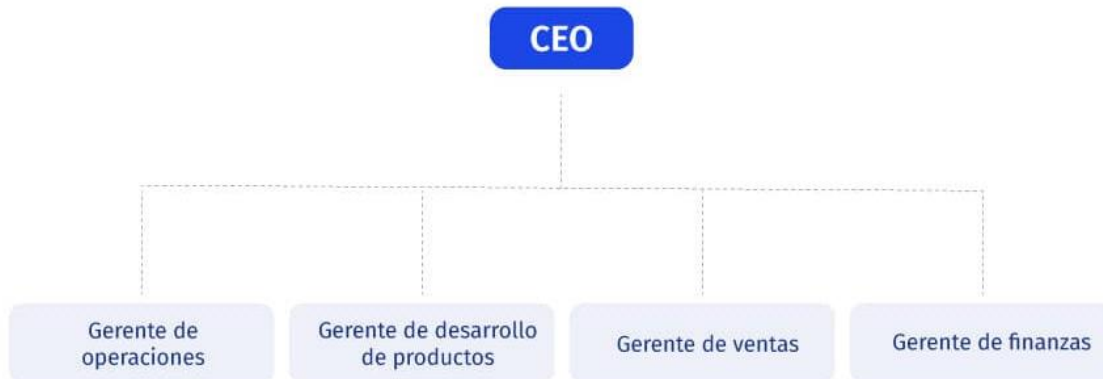 CEO
Gerente de
operaciones
Gerente de desarrollo
de productos
Gerente de ventas
Gerente de finanzas